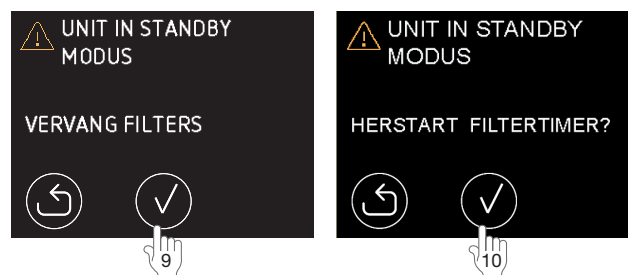 UNIT IN STANDBY
MODUS
VERVANG FILTERS
9
UNIT IN STANDBY
MODUS
HERSTART FILTERTIMER?
10